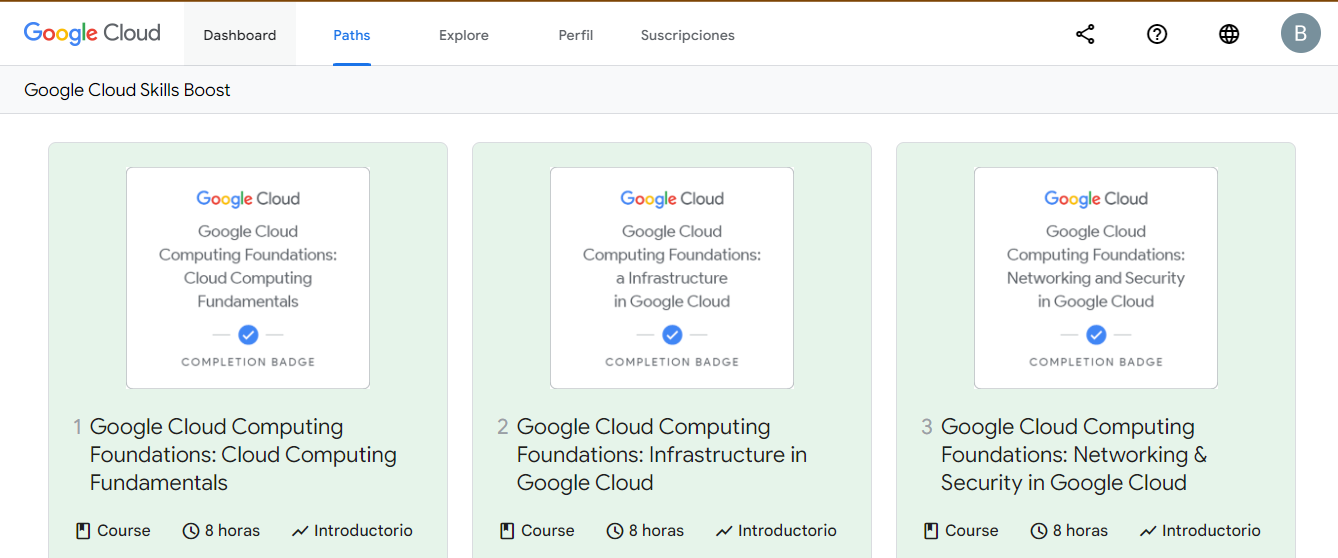 Google Cloud Dashboard Paths Explore Perfil Suscripciones B
Google Cloud Skills Boost
Google Cloud
Google Cloud
Computing Foundations:
Cloud Computing
Fundamentals
COMPLETION BADGE
1 Google Cloud Computing
Foundations: Cloud Computing
Fundamentals
Course 8 horas Introductorio
Google Cloud
Google Cloud
Computing Foundations:
a Infrastructure
in Google Cloud
COMPLETION BADGE
2 Google Cloud Computing
Foundations: Infrastructure in
Google Cloud
Course 8 horas Introductorio
Google Cloud
Google Cloud
Computing Foundations:
Networking and Security
in Google Cloud
COMPLETION BADGE
3 Google Cloud Computing
Foundations: Networking &
Security in Google Cloud
Course 8 horas Introductorio